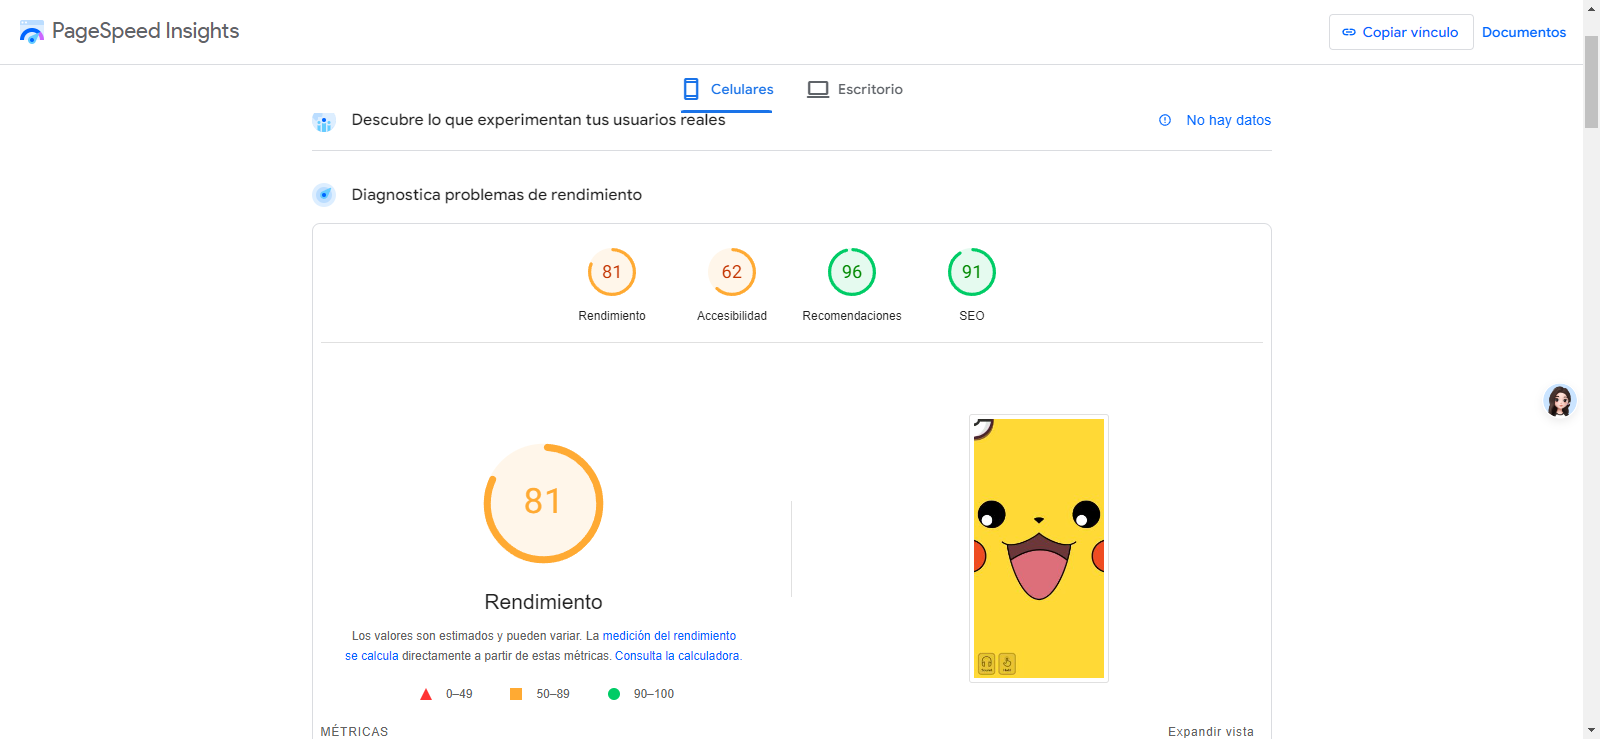 PageSpeed Insights
Copiar vínculo
Documentos
Celulares
Escritorio
Descubre lo que experimentan tus usuarios reales
No hay datos
Diagnostica problemas de rendimiento
81
62
96
91
Rendimiento
Accesibilidad
Recomendaciones
SEO
81
Rendimiento
Los valores son estimados y pueden variar. La medición del rendimiento
se calcula directamente a partir de estas métricas. Consulta la calculadora.
0–49
50–89
90–100
MÉTRICAS
Expandir vista